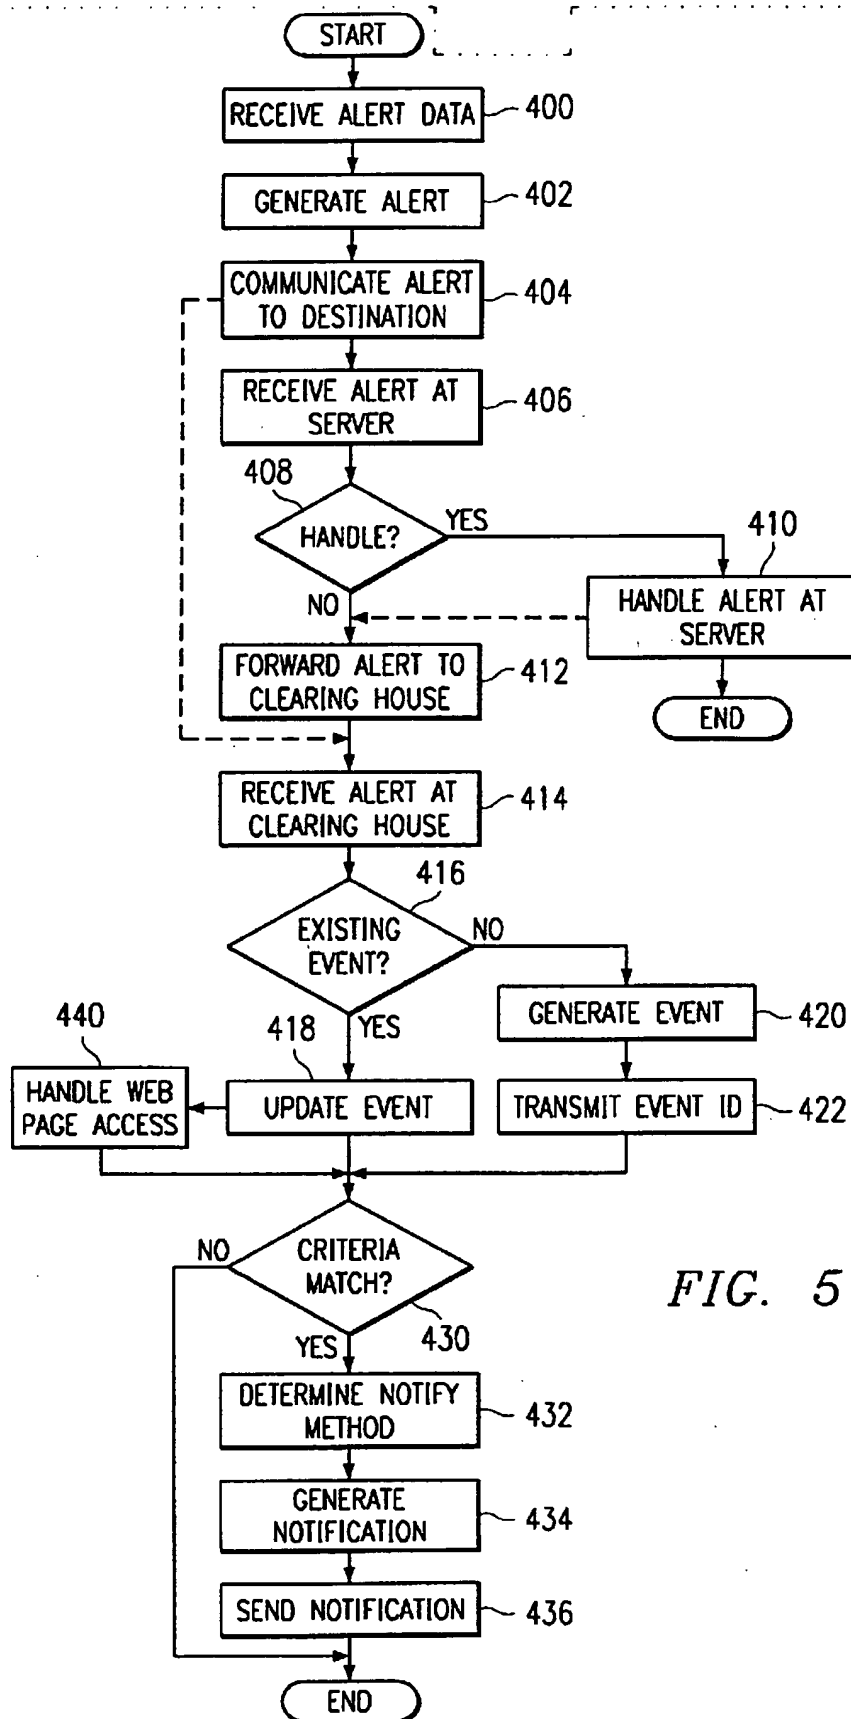 START
RECEIVE ALERT DATA
400
GENERATE ALERT
402
COMMUNICATE ALERT
TO DESTINATION
404
RECEIVE ALERT AT
SERVER
406
408
HANDLE?
YES
NO
410
HANDLE ALERT AT
SERVER
END
FORWARD ALERT TO
CLEARING HOUSE
412
RECEIVE ALERT AT
CLEARING HOUSE
414
416
EXISTING
EVENT?
NO
YES
GENERATE EVENT
420
TRANSMIT EVENT ID
422
418
UPDATE EVENT
440
HANDLE WEB
PAGE ACCESS
CRITERIA
MATCH?
NO
430
YES
FIG. 5
DETERMINE NOTIFY
METHOD
432
GENERATE
NOTIFICATION
434
SEND NOTIFICATION
436
END